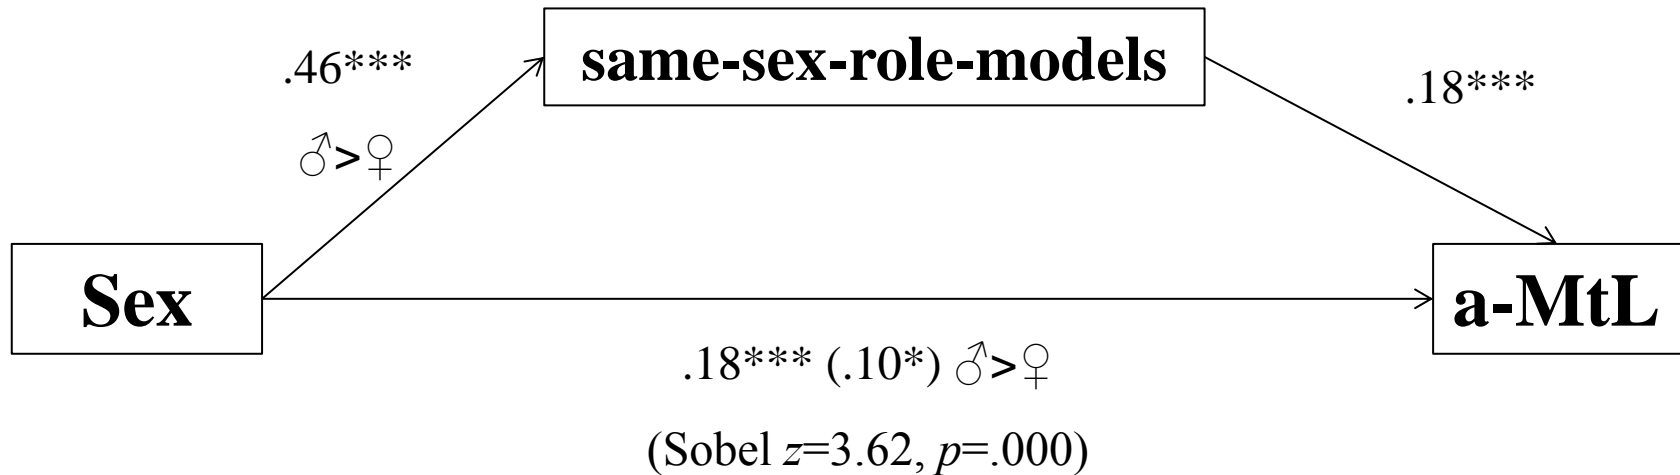 same-sex-role-models
.46***
♂>♀
.18***
Sex
a-MtL
.18*** (.10*) ♂>♀
(Sobel z=3.62, p=.000)